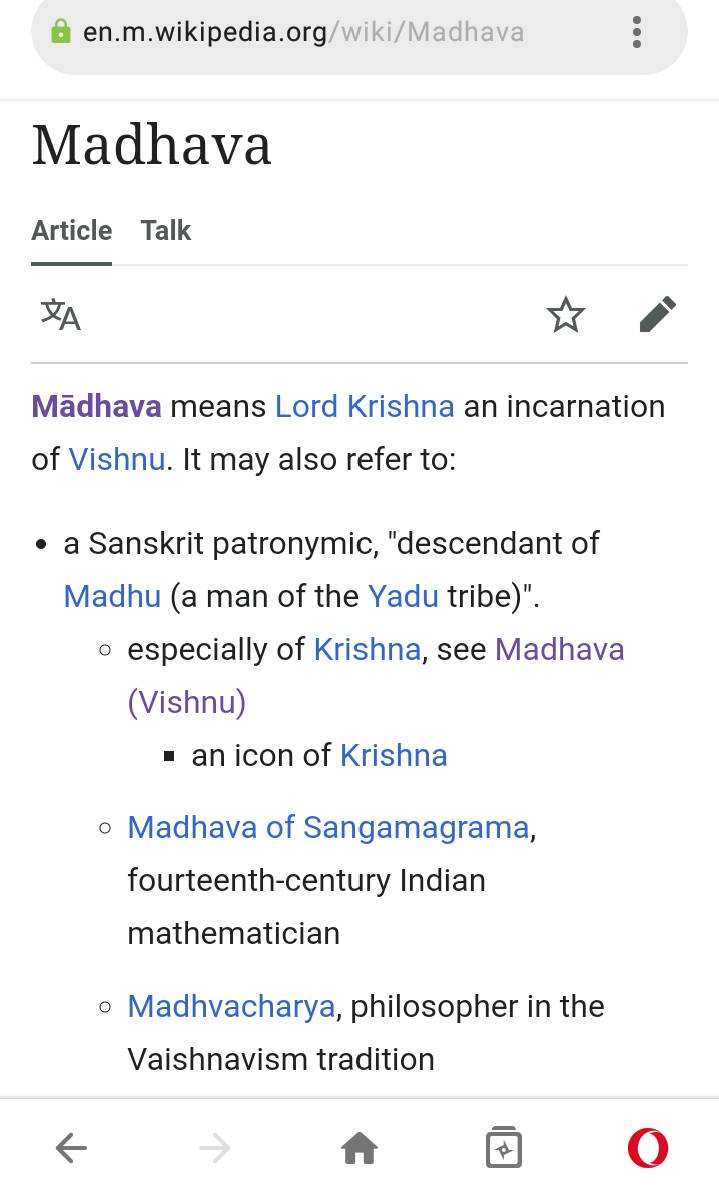 en.m.wikipedia.org/wiki/Madhava
Madhava
Article Talk
文A
Mādhava means Lord Krishna an incarnation
of Vishnu. It may also refer to:
• a Sanskrit patronymic, "descendant of
Madhu (a man of the Yadu tribe)".
○ especially of Krishna, see Madhava
(Vishnu)
▪ an icon of Krishna
○ Madhava of Sangamagrama,
fourteenth-century Indian
mathematician
○ Madhvacharya, philosopher in the
Vaishnavism tradition